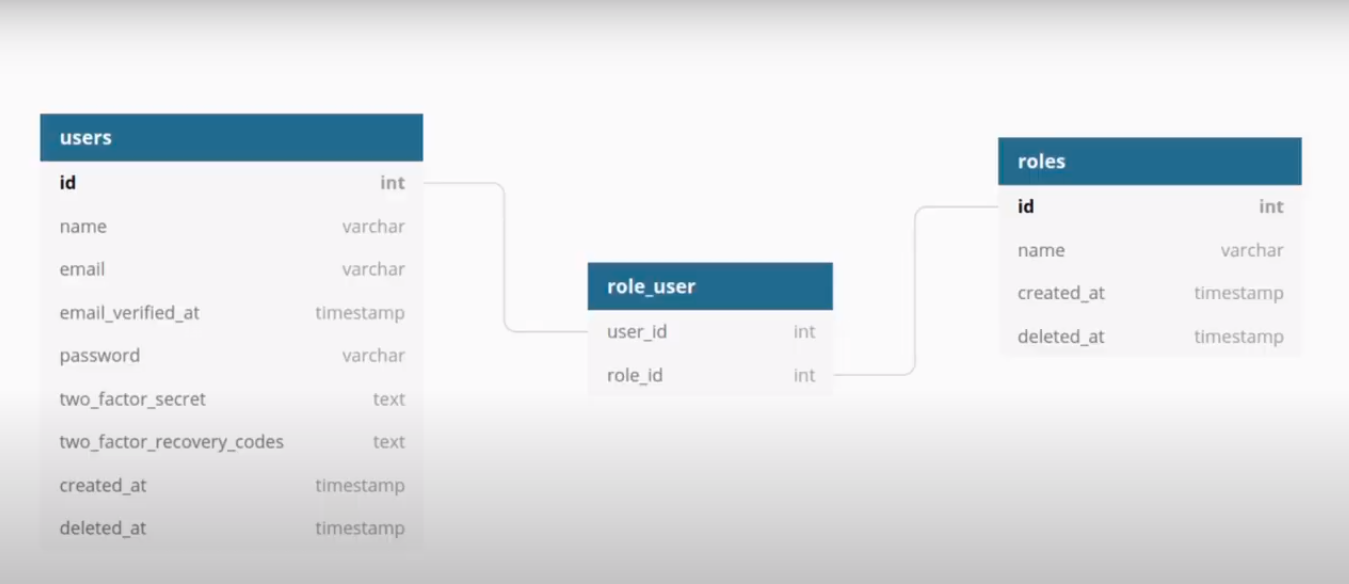 users
id int
name varchar
email varchar
email_verified_at timestamp
password varchar
two_factor_secret text
two_factor_recovery_codes text
created_at timestamp
deleted_at timestamp
role_user
user_id int
role_id int
roles
id int
name varchar
created_at timestamp
deleted_at timestamp